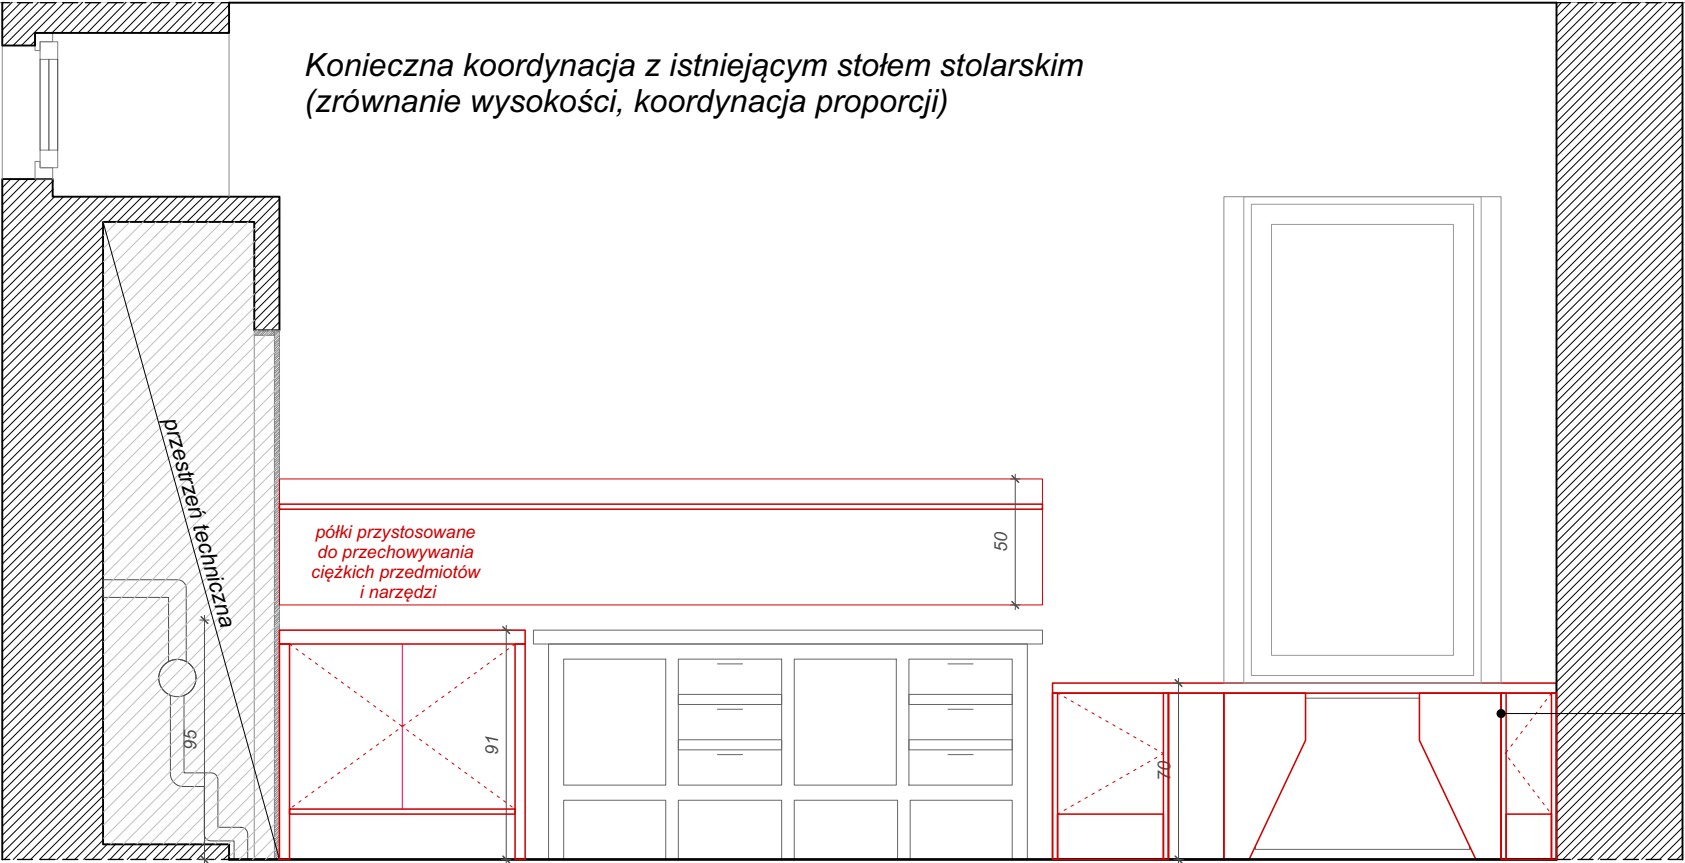 Konieczna koordynacja z istniejącym stołem stolarskim
(zrównanie wysokości, koordynacja proporcji)
przestrzeń techniczna
półki przystosowane
do przechowywania
ciężkich przedmiotów
i narzędzi
50
95
91
70